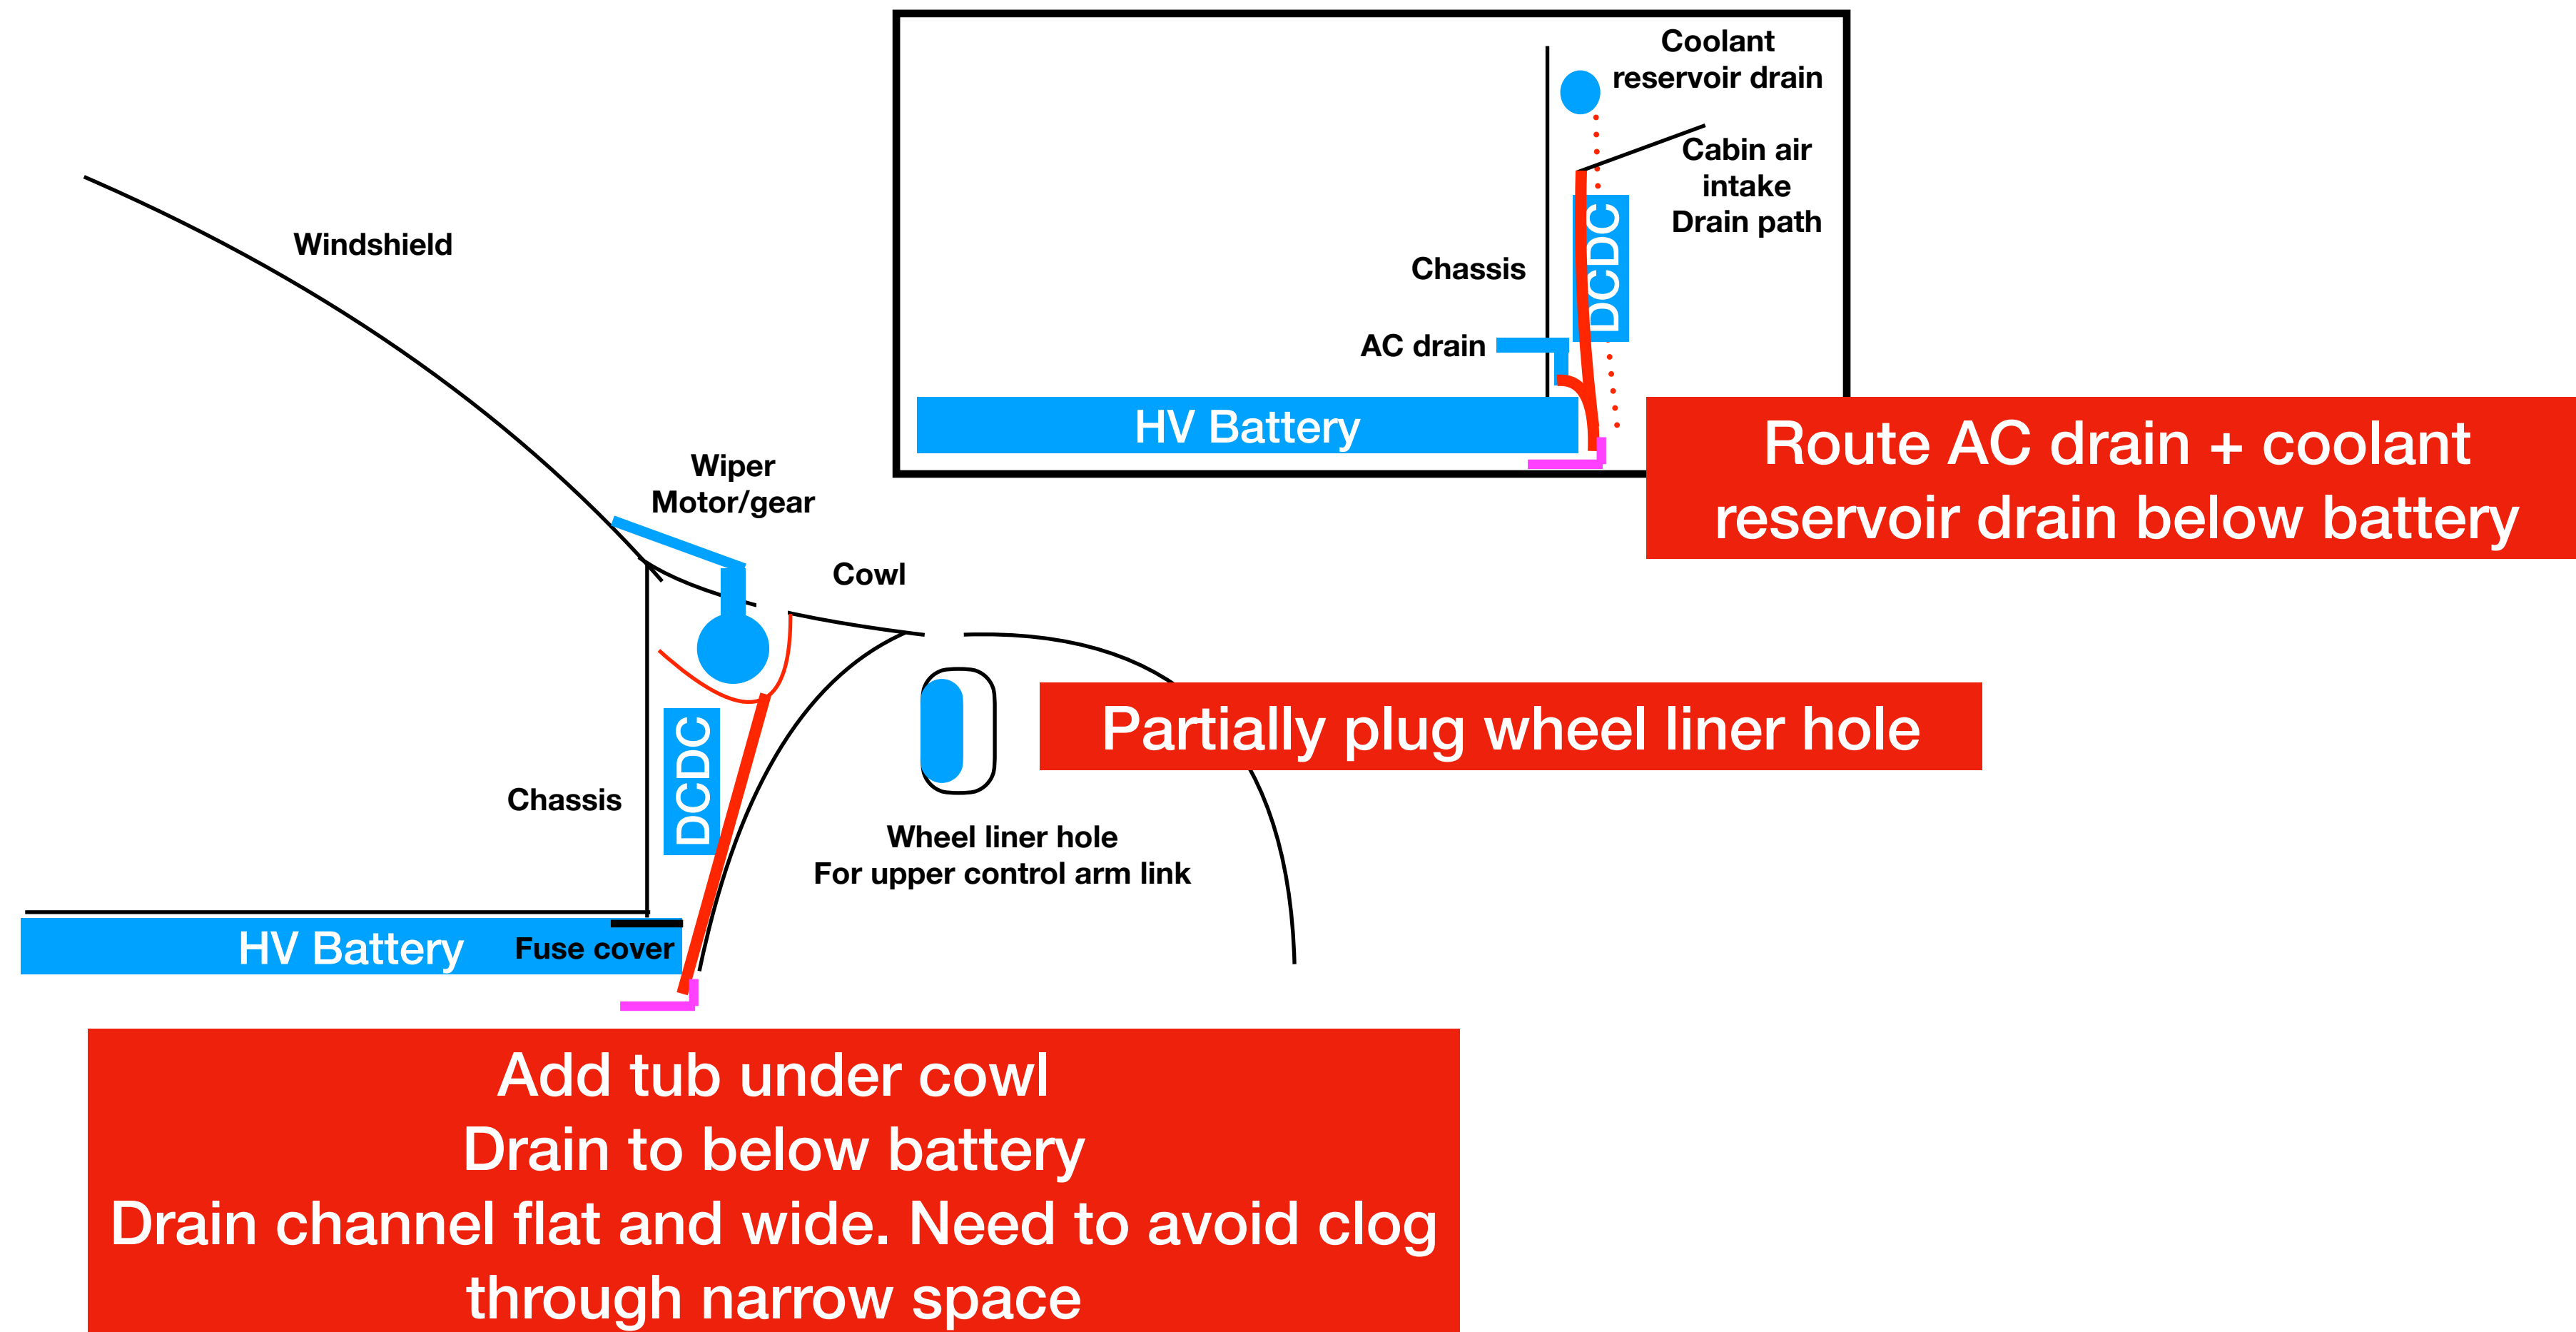 Coolant
reservoir drain
Cabin air
intake
Drain path
DCDC
Chassis
AC drain
HV Battery
Route AC drain + coolant
reservoir drain below battery
Windshield
Wiper
Motor/gear
Cowl
Partially plug wheel liner hole
DCDC
Chassis
Wheel liner hole
For upper control arm link
HV Battery
Fuse cover
Add tub under cowl
Drain to below battery
Drain channel flat and wide. Need to avoid clog
through narrow space